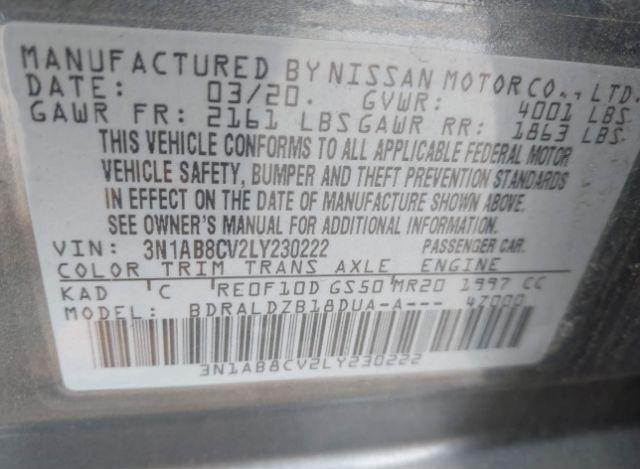 MANUFACTURED BY NISSAN MOTOR CO., LTD.
DATE: 03/20. GVWR: 4001 LBS
GAWR FR: 2161 LBS GAWR RR: 1863 LBS
THIS VEHICLE CONFORMS TO ALL APPLICABLE FEDERAL MOTOR
VEHICLE SAFETY, BUMPER AND THEFT PREVENTION STANDARDS
IN EFFECT ON THE DATE OF MANUFACTURE SHOWN ABOVE.
SEE OWNER'S MANUAL FOR ADDITIONAL INFORMATION.
VIN: 3N1AB8CV2LY230222 PASSENGER CAR.
COLOR TRIM TRANS AXLE ENGINE
KAD C RE0F10D GS50 MR20 1997 CC
MODEL: BDRALDZB18DUA-A--- 47000
3N1AB8CV2LY230222